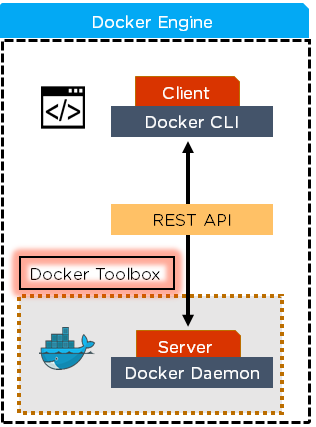 Docker Engine
Client
Docker CLI
REST API
Docker Toolbox
Server
Docker Daemon